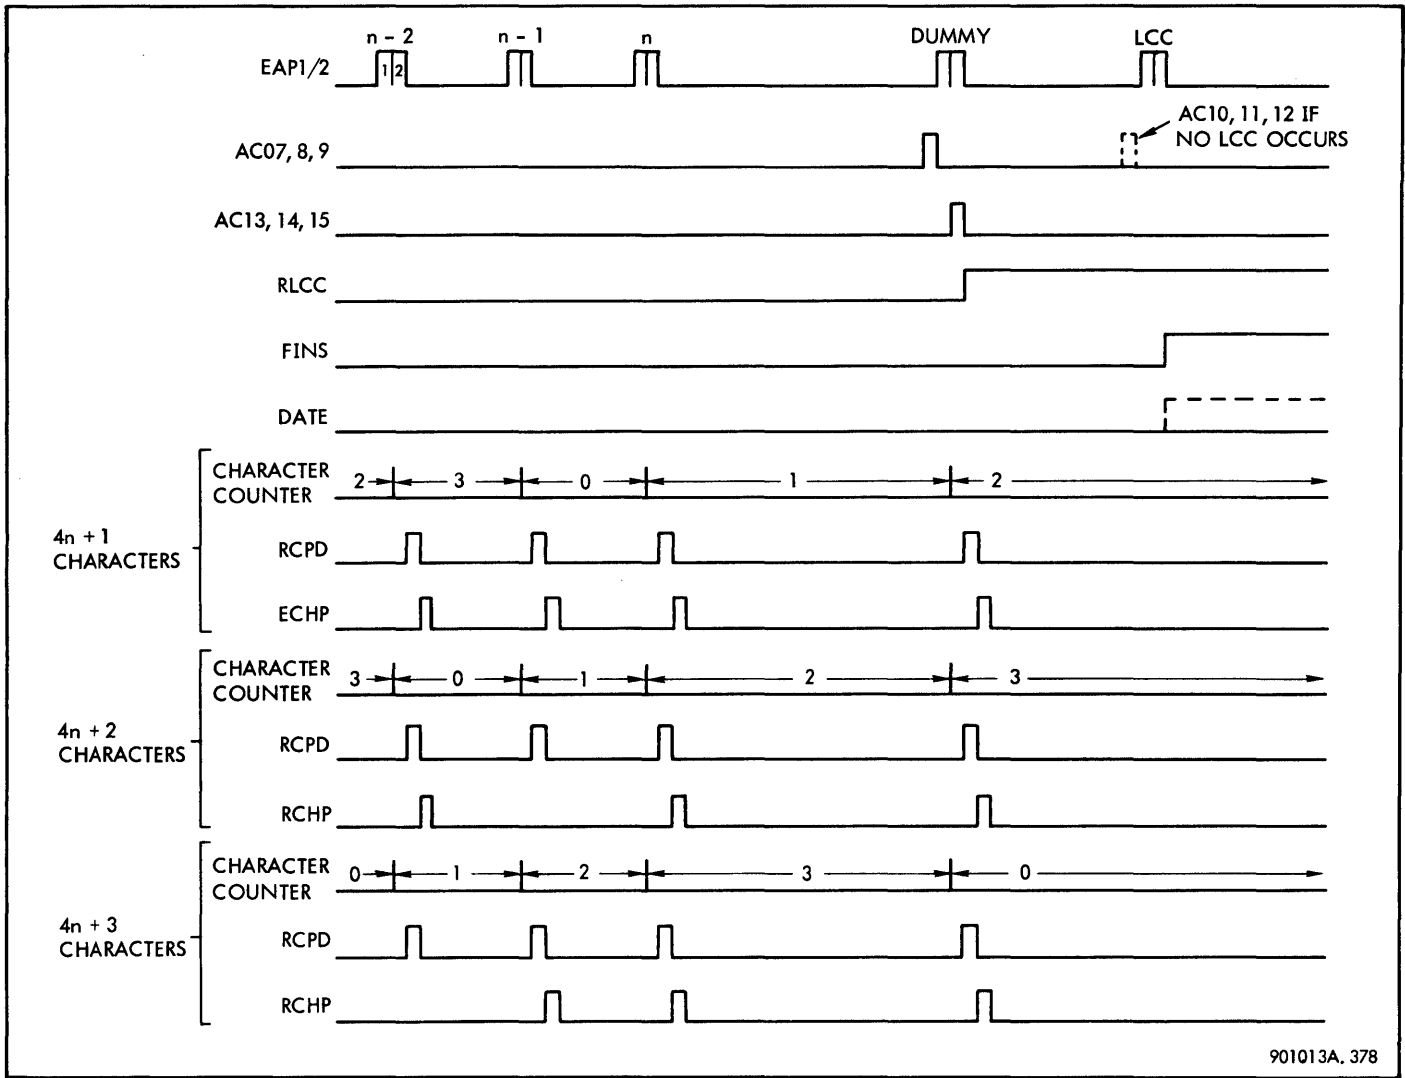 n - 2 n - 1 n DUMMY LCC
EAP1/2 1 2
AC10, 11, 12 IF
NO LCC OCCURS
AC07, 8, 9
AC13, 14, 15
RLCC
FINS
DATE
4n + 1
CHARACTERS
CHARACTER
COUNTER
2 3 0 1 2
RCPD
ECHP
4n + 2
CHARACTERS
CHARACTER
COUNTER
3 0 1 2 3
RCPD
RCHP
4n + 3
CHARACTERS
CHARACTER
COUNTER
0 1 2 3 0
RCPD
RCHP
901013A. 378